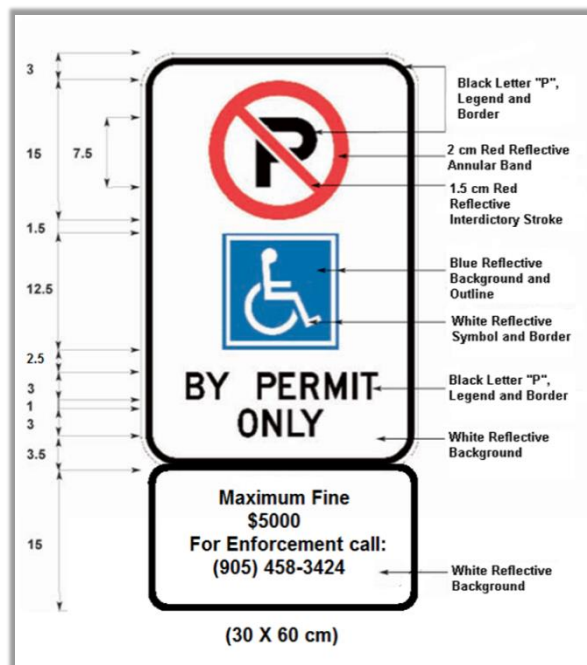 3
15
7.5
1.5
12.5
2.5
3
1
3
3.5
15
P
BY PERMIT
ONLY
Maximum Fine
$5000
For Enforcement call:
(905) 458-3424
(30 X 60 cm)
Black Letter "P",
Legend and
Border
2 cm Red Reflective
Annular Band
1.5 cm Red
Reflective
Interdictory Stroke
Blue Reflective
Background and
Outline
White Reflective
Symbol and Border
Black Letter "P",
Legend and Border
White Reflective
Background
White Reflective
Background